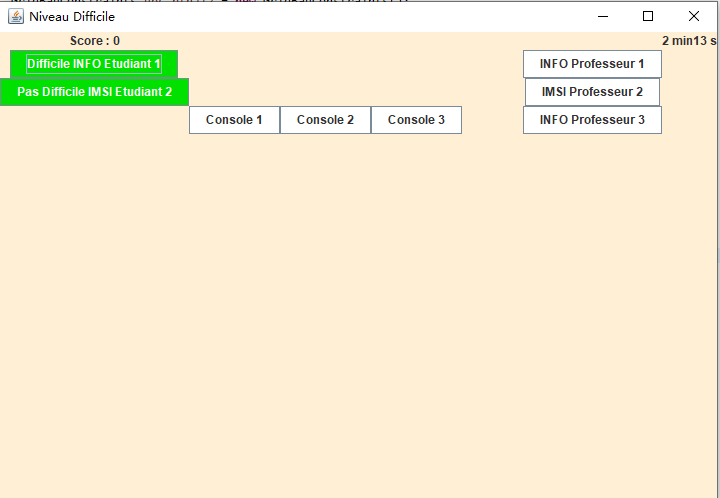 Niveau Difficile
Score : 0 2 min13 s
Difficile INFO Etudiant 1 INFO Professeur 1
Pas Difficile IMSI Etudiant 2 IMSI Professeur 2
Console 1 Console 2 Console 3 INFO Professeur 3